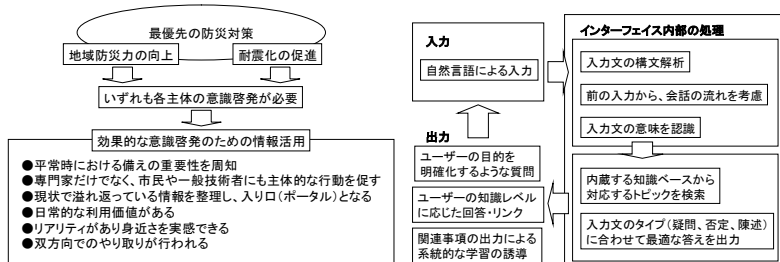 最優先の防災対策
地域防災力の向上
耐震化の促進
いずれも各主体の意識啓発が必要
効果的な意識啓発のための情報活用
●平常時における備えの重要性を周知
●専門家だけでなく、市民や一般技術者にも主体的な行動を促す
●現状で溢れ返っている情報を整理し、入り口(ポータル)となる
●日常的な利用価値がある
●リアリティがあり身近さを実感できる
●双方向でのやり取りが行われる
入力
自然言語による入力
出力
ユーザーの目的を
明確化するような質問
ユーザーの知識レベル
に応じた回答・リンク
関連事項の出力による
系統的な学習の誘導
インターフェイス内部の処理
入力文の構文解析
前の入力から、会話の流れを考慮
入力文の意味を認識
内蔵する知識ベースから
対応するトピックを検索
入力文のタイプ(疑問、否定、陳述)
に合わせて最適な答えを出力